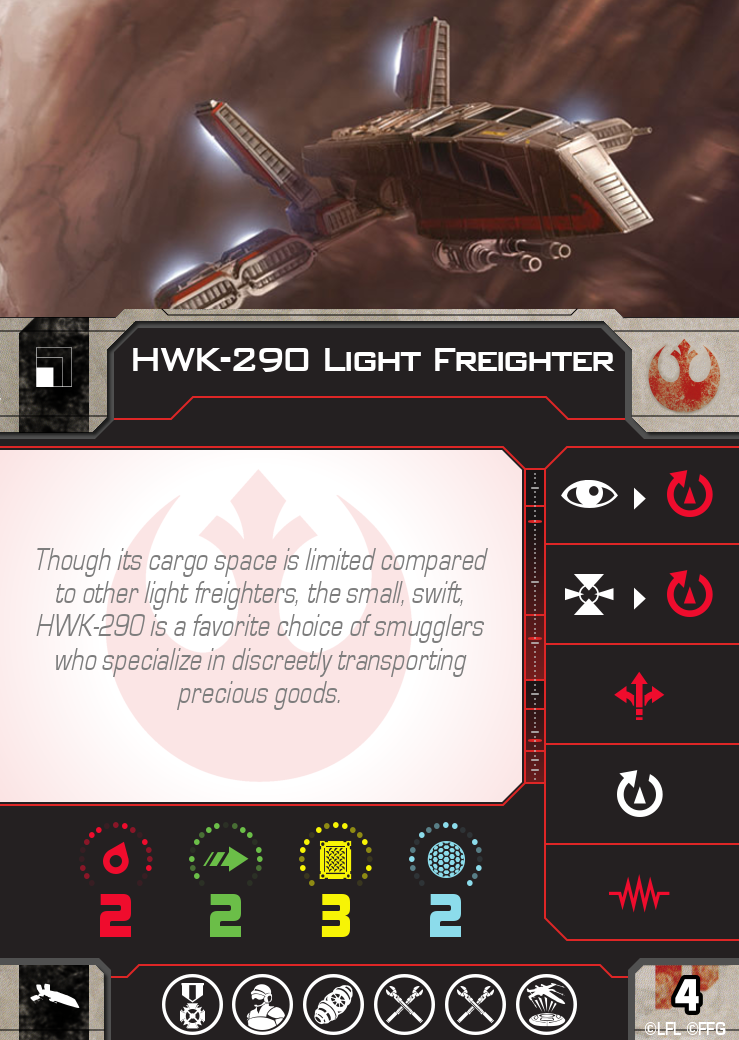 HWK-290 Light Freighter
Though its cargo space is limited compared
to other light freighters, the small, swift,
HWK-290 is a favorite choice of smugglers
who specialize in discreetly transporting
precious goods.
2 2 3 2
4
©LFL ©FFG